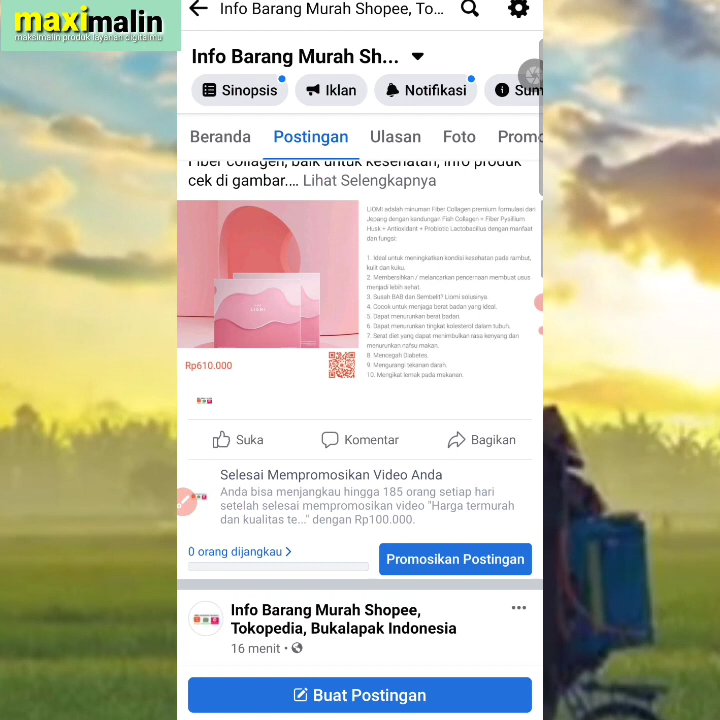 maximalin
maksimalin produk layanan digitalmu
Info Barang Murah Shopee, To...
Info Barang Murah Sh...
Sinopsis
Iklan
Notifikasi
Sum
Beranda
Postingan
Ulasan
Foto
Promo
Fiber collagen, baik untuk kesehatan, info produk
cek di gambar.... Lihat Selengkapnya
LIOMI adalah minuman Fiber Collagen premium formulasi dari
Jepang dengan kandungan Fish Collagen + Fiber Pysillium
Husk + Antioxidant + Probiotic Lactobacillus dengan manfaat
dan fungsi:
1. Ideal untuk meningkatkan kondisi kesehatan pada rambut,
kulit dan kuku.
2. Membersihkan / melancarkan pencernaan membuat usus
menjadi lebih sehat.
3. Susah BAB dan Sembelit? Liomi solusinya.
4. Cocok untuk menjaga berat badan yang ideal.
5. Dapat menurunkan berat badan.
6. Dapat menurunkan tingkat kolesterol dalam tubuh.
7. Serat diet yang dapat menimbulkan rasa kenyang dan
menurunkan nafsu makan.
8. Mencegah Diabetes.
9. Mengurangi tekanan darah.
10. Mengikat lemak pada makanan.
LIOMI
Rp610.000
Suka
Komentar
Bagikan
Selesai Mempromosikan Video Anda
Anda bisa menjangkau hingga 185 orang setiap hari
setelah selesai mempromosikan video "Harga termurah
dan kualitas te..." dengan Rp100.000.
0 orang dijangkau
Promosikan Postingan
Info Barang Murah Shopee,
Tokopedia, Bukalapak Indonesia
16 menit •
Buat Postingan